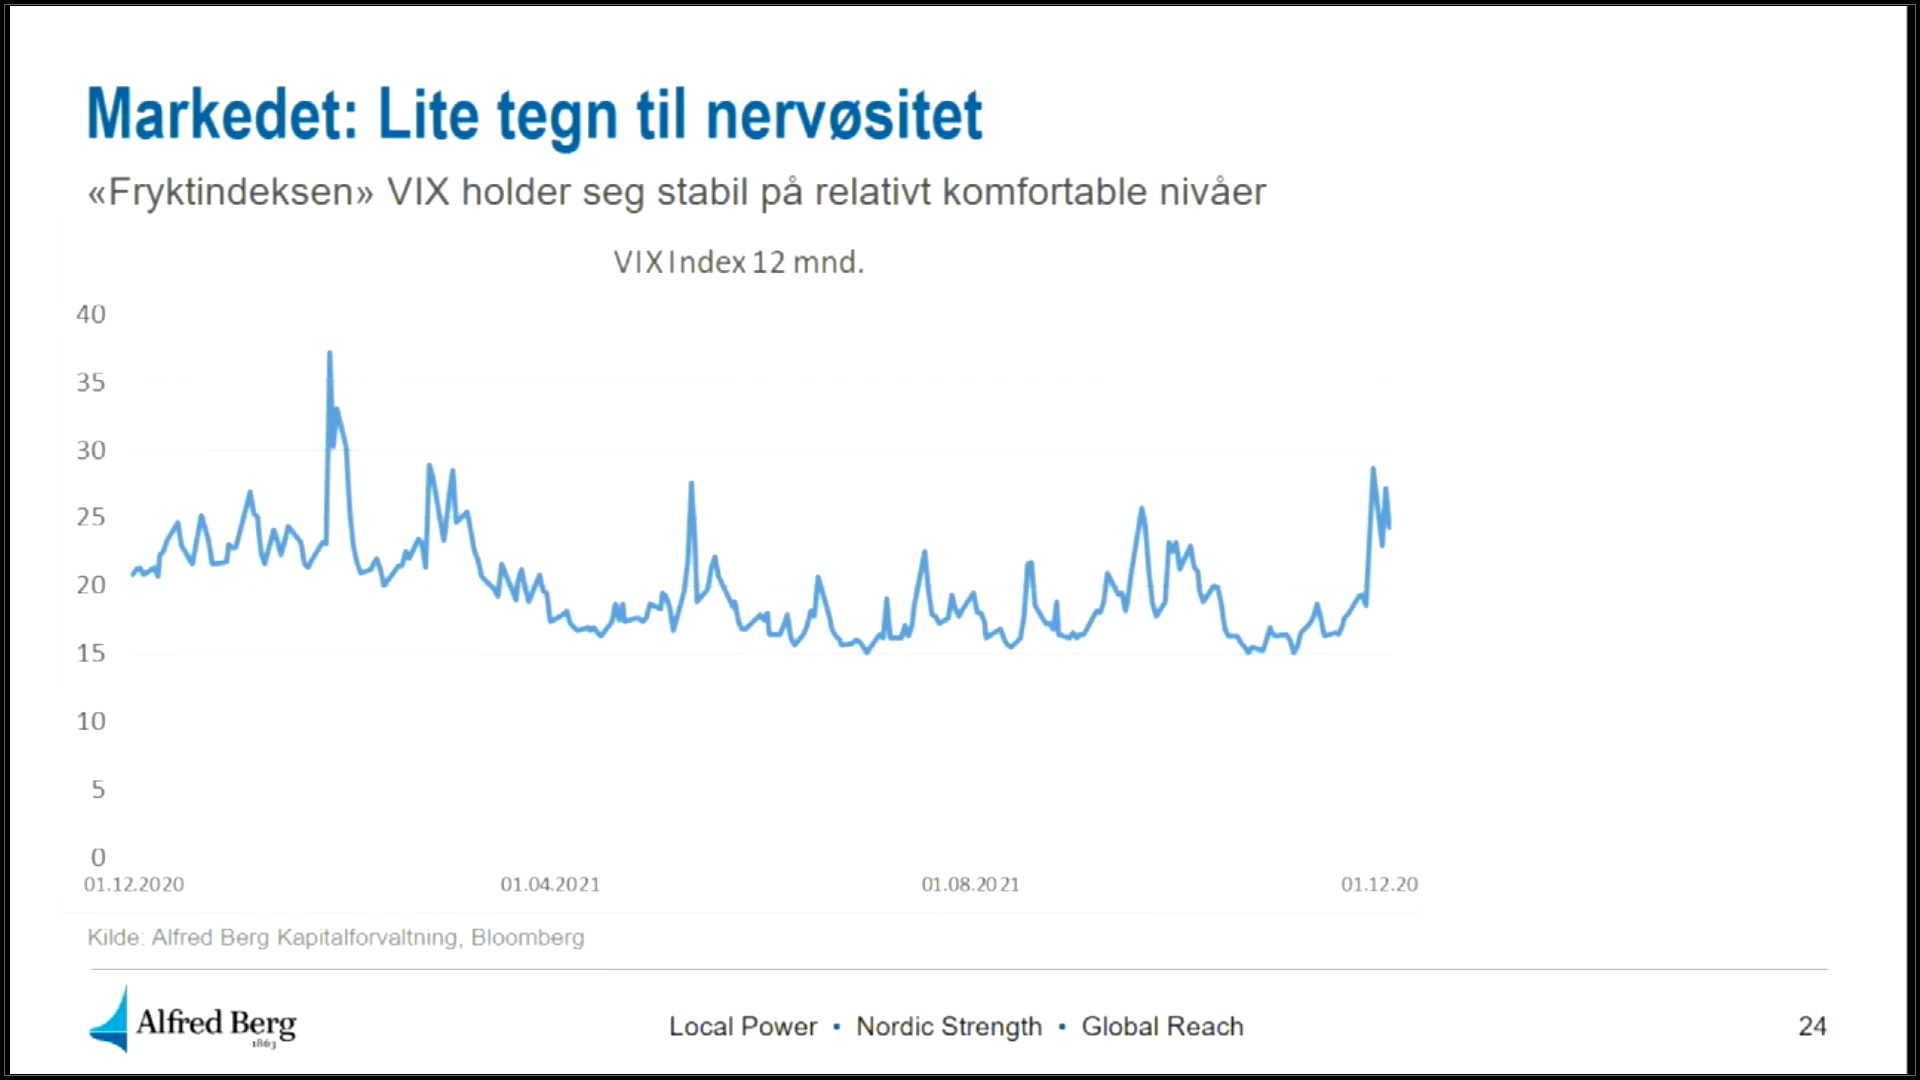 Markedet: Lite tegn til nervøsitet
«Fryktindeksen» VIX holder seg stabil på relativt komfortable nivåer
VIX Index 12 mnd.
40
35
30
25
20
15
10
5
0
01.12.2020 01.04.2021 01.08.2021 01.12.20
Kilde: Alfred Berg Kapitalforvaltning, Bloomberg
Alfred Berg
1863
Local Power • Nordic Strength • Global Reach
24